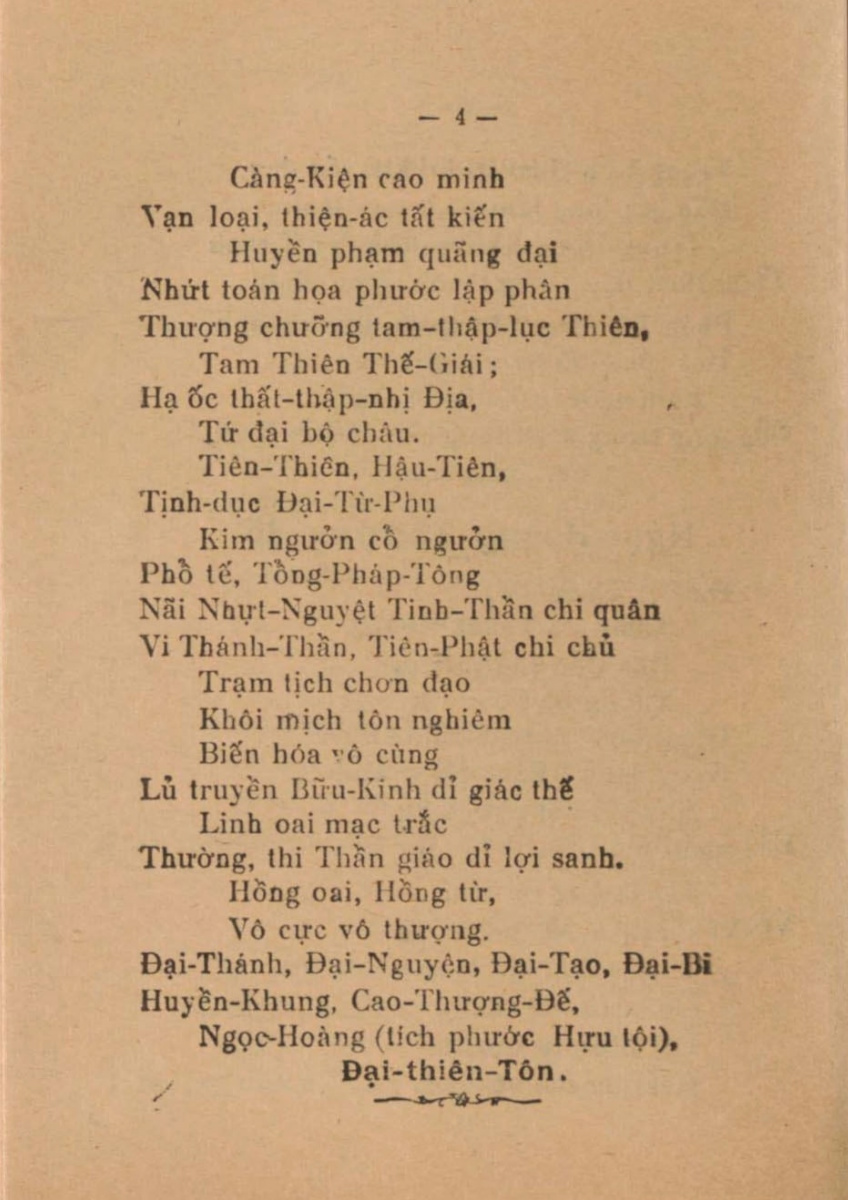 — 4 —
Càng-Kiện cao minh
Vạn loại, thiện-ác tất kiến
Huyền phạm quãng đại
Nhứt toán họa phước lập phân
Thượng chưỡng tam-thập-lục Thiên,
Tam Thiên Thế-Giái ;
Hạ ốc thất-thập-nhị Địa,
Tứ đại bộ châu.
Tiên-Thiên, Hậu-Tiên,
Tịnh-dục Đại-Từ-Phụ
Kim ngưởn cổ ngưởn
Phổ tế, Tổng-Pháp-Tông
Nãi Nhựt-Nguyệt Tinh-Thần chi quân
Vi Thánh-Thần, Tiên-Phật chi chủ
Trạm tịch chơn đạo
Khôi mịch tôn nghiêm
Biến hóa vô cùng
Lủ truyền Bữu-Kinh dỉ giác thế
Linh oai mạc trắc
Thường, thi Thần giáo dỉ lợi sanh.
Hồng oai, Hồng từ,
Vô cực vô thượng.
Đại-Thánh, Đại-Nguyện, Đại-Tạo, Đại-Bi
Huyền-Khung, Cao-Thượng-Đế,
Ngọc-Hoàng (tích phước Hựu tội),
Đại-thiên-Tôn.